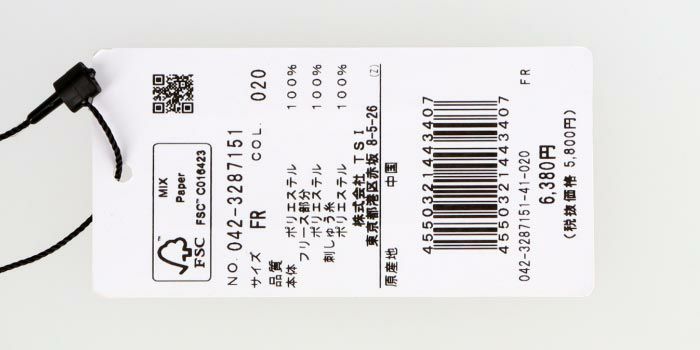 MIX
Paper
FSC™ C016423
FSC
NO. 042-3287151
サイズ FR COL. 020
品質
本体 ポリエステル 100%
フリース部分
ポリエステル 100%
刺しゅう糸
ポリエステル 100%
(Z)
株式会社 TSI
東京都港区赤坂 8-5-26
原産地 中国
4550321443407
4550321443407
042-3287151-41-020
FR
6,380円
(税抜価格 5,800円)